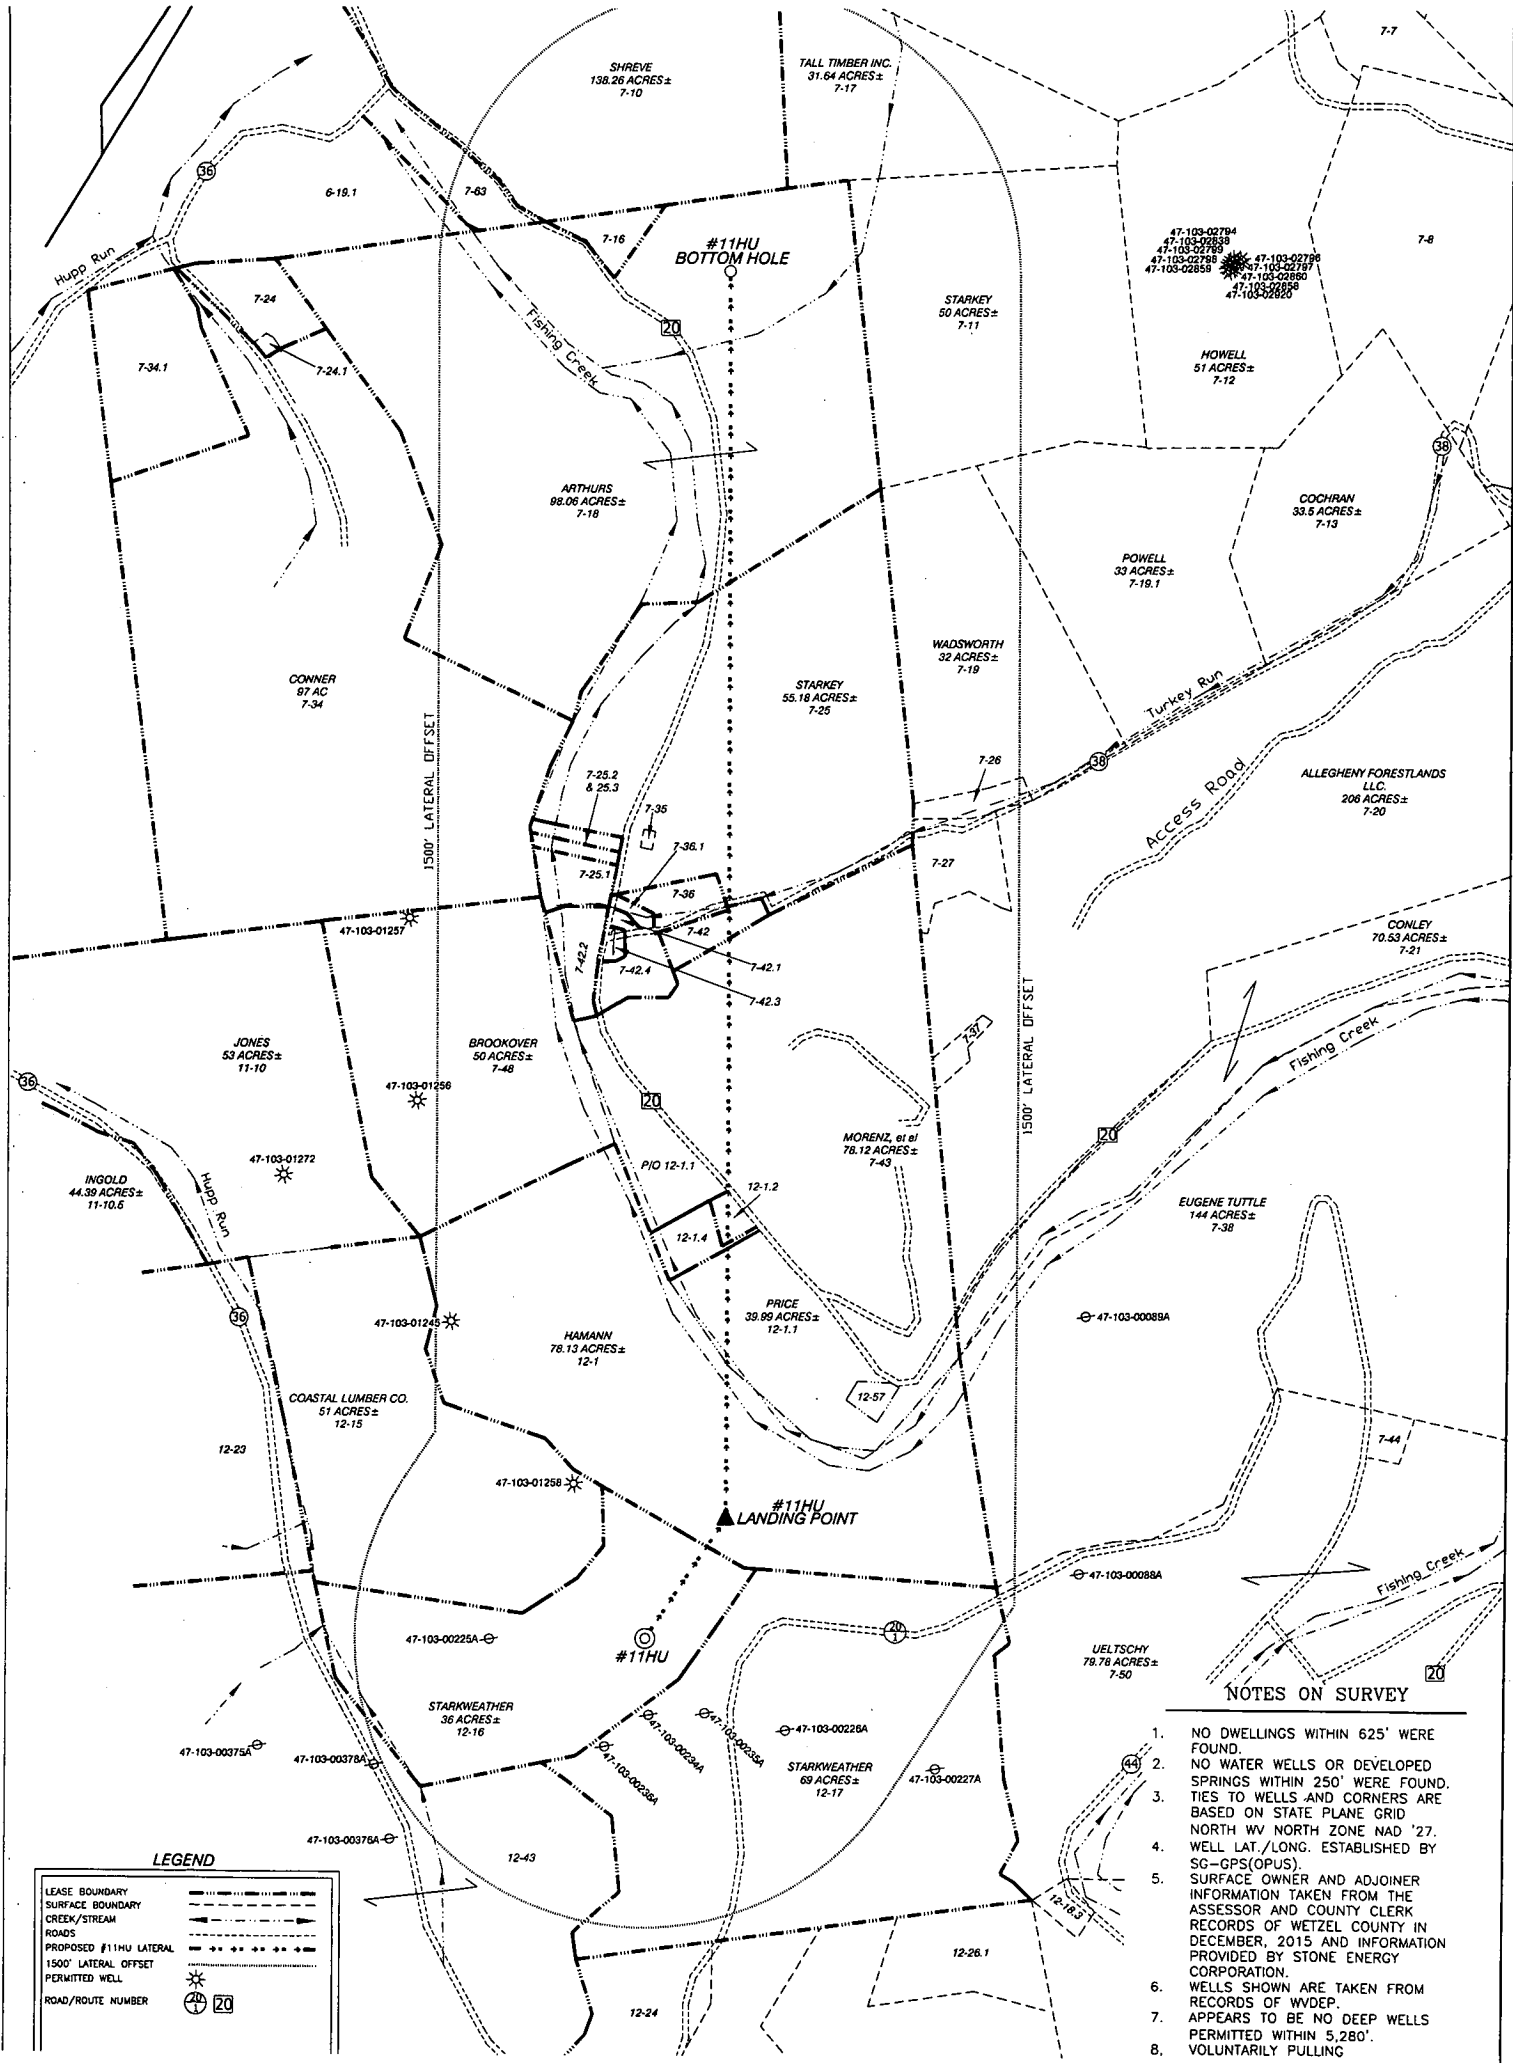 7-7
SHREVE
138.26 ACRES±
7-10
TALL TIMBER INC.
31.64 ACRES±
7-17
36
6-19.1
7-63
7-16
#11HU
BOTTOM HOLE
47-103-02794
47-103-02838
47-103-02799
47-103-02798
47-103-02859
47-103-02796
47-103-02797
47-103-02860
47-103-02858
47-103-02820
7-8
Hupp Run
7-24
Fishing Creek
20
STARKEY
50 ACRES±
7-11
HOWELL
51 ACRES±
7-12
7-34.1
7-24.1
38
ARTHURS
98.06 ACRES±
7-18
COCHRAN
33.5 ACRES±
7-13
POWELL
33 ACRES±
7-19.1
WADSWORTH
32 ACRES±
7-19
CONNER
97 AC
7-34
STARKEY
55.18 ACRES±
7-25
Turkey Run
1500' LATERAL OFFSET
7-26
38
7-25.2
& 25.3
Access Road
ALLEGHENY FORESTLANDS
LLC.
206 ACRES±
7-20
7-35
7-36.1
7-25.1
7-36
7-27
47-103-01257
7-42
CONLEY
70.53 ACRES±
7-21
7-42.2
7-42.4
7-42.1
7-42.3
1500' LATERAL OFFSET
JONES
53 ACRES±
11-10
BROOKOVER
50 ACRES±
7-48
7-37
Fishing Creek
36
47-103-01256
20
20
MORENZ, et al
78.12 ACRES±
7-43
47-103-01272
P/O 12-1.1
INGOLD
44.39 ACRES±
11-10.5
Hupp Run
12-1.2
EUGENE TUTTLE
144 ACRES±
7-38
12-1.4
36
47-103-01245
PRICE
39.99 ACRES±
12-1.1
47-103-00089A
HAMANN
78.13 ACRES±
12-1
COASTAL LUMBER CO.
51 ACRES±
12-15
12-57
12-23
7-44
47-103-01258
#11HU
LANDING POINT
47-103-00088A
Fishing Creek
47-103-00225A
#11HU
20
1
UELTSCHY
79.78 ACRES±
7-50
20
STARKWEATHER
36 ACRES±
12-16
47-103-00234A
47-103-00235A
47-103-00226A
47-103-00375A
47-103-00378A
47-103-00236A
STARKWEATHER
69 ACRES±
12-17
47-103-00227A
44
47-103-00376A
12-43
12-18.3
12-26.1
12-24
NOTES ON SURVEY
1. NO DWELLINGS WITHIN 625' WERE
FOUND.
2. NO WATER WELLS OR DEVELOPED
SPRINGS WITHIN 250' WERE FOUND.
3. TIES TO WELLS AND CORNERS ARE
BASED ON STATE PLANE GRID
NORTH WV NORTH ZONE NAD '27.
4. WELL LAT./LONG. ESTABLISHED BY
SG-GPS(OPUS).
5. SURFACE OWNER AND ADJOINER
INFORMATION TAKEN FROM THE
ASSESSOR AND COUNTY CLERK
RECORDS OF WETZEL COUNTY IN
DECEMBER, 2015 AND INFORMATION
PROVIDED BY STONE ENERGY
CORPORATION.
6. WELLS SHOWN ARE TAKEN FROM
RECORDS OF WVDEP.
7. APPEARS TO BE NO DEEP WELLS
PERMITTED WITHIN 5,280'.
8. VOLUNTARILY PULLING
LEGEND
LEASE BOUNDARY
SURFACE BOUNDARY
CREEK/STREAM
ROADS
PROPOSED #11HU LATERAL
1500' LATERAL OFFSET
PERMITTED WELL
ROAD/ROUTE NUMBER 20 1 20